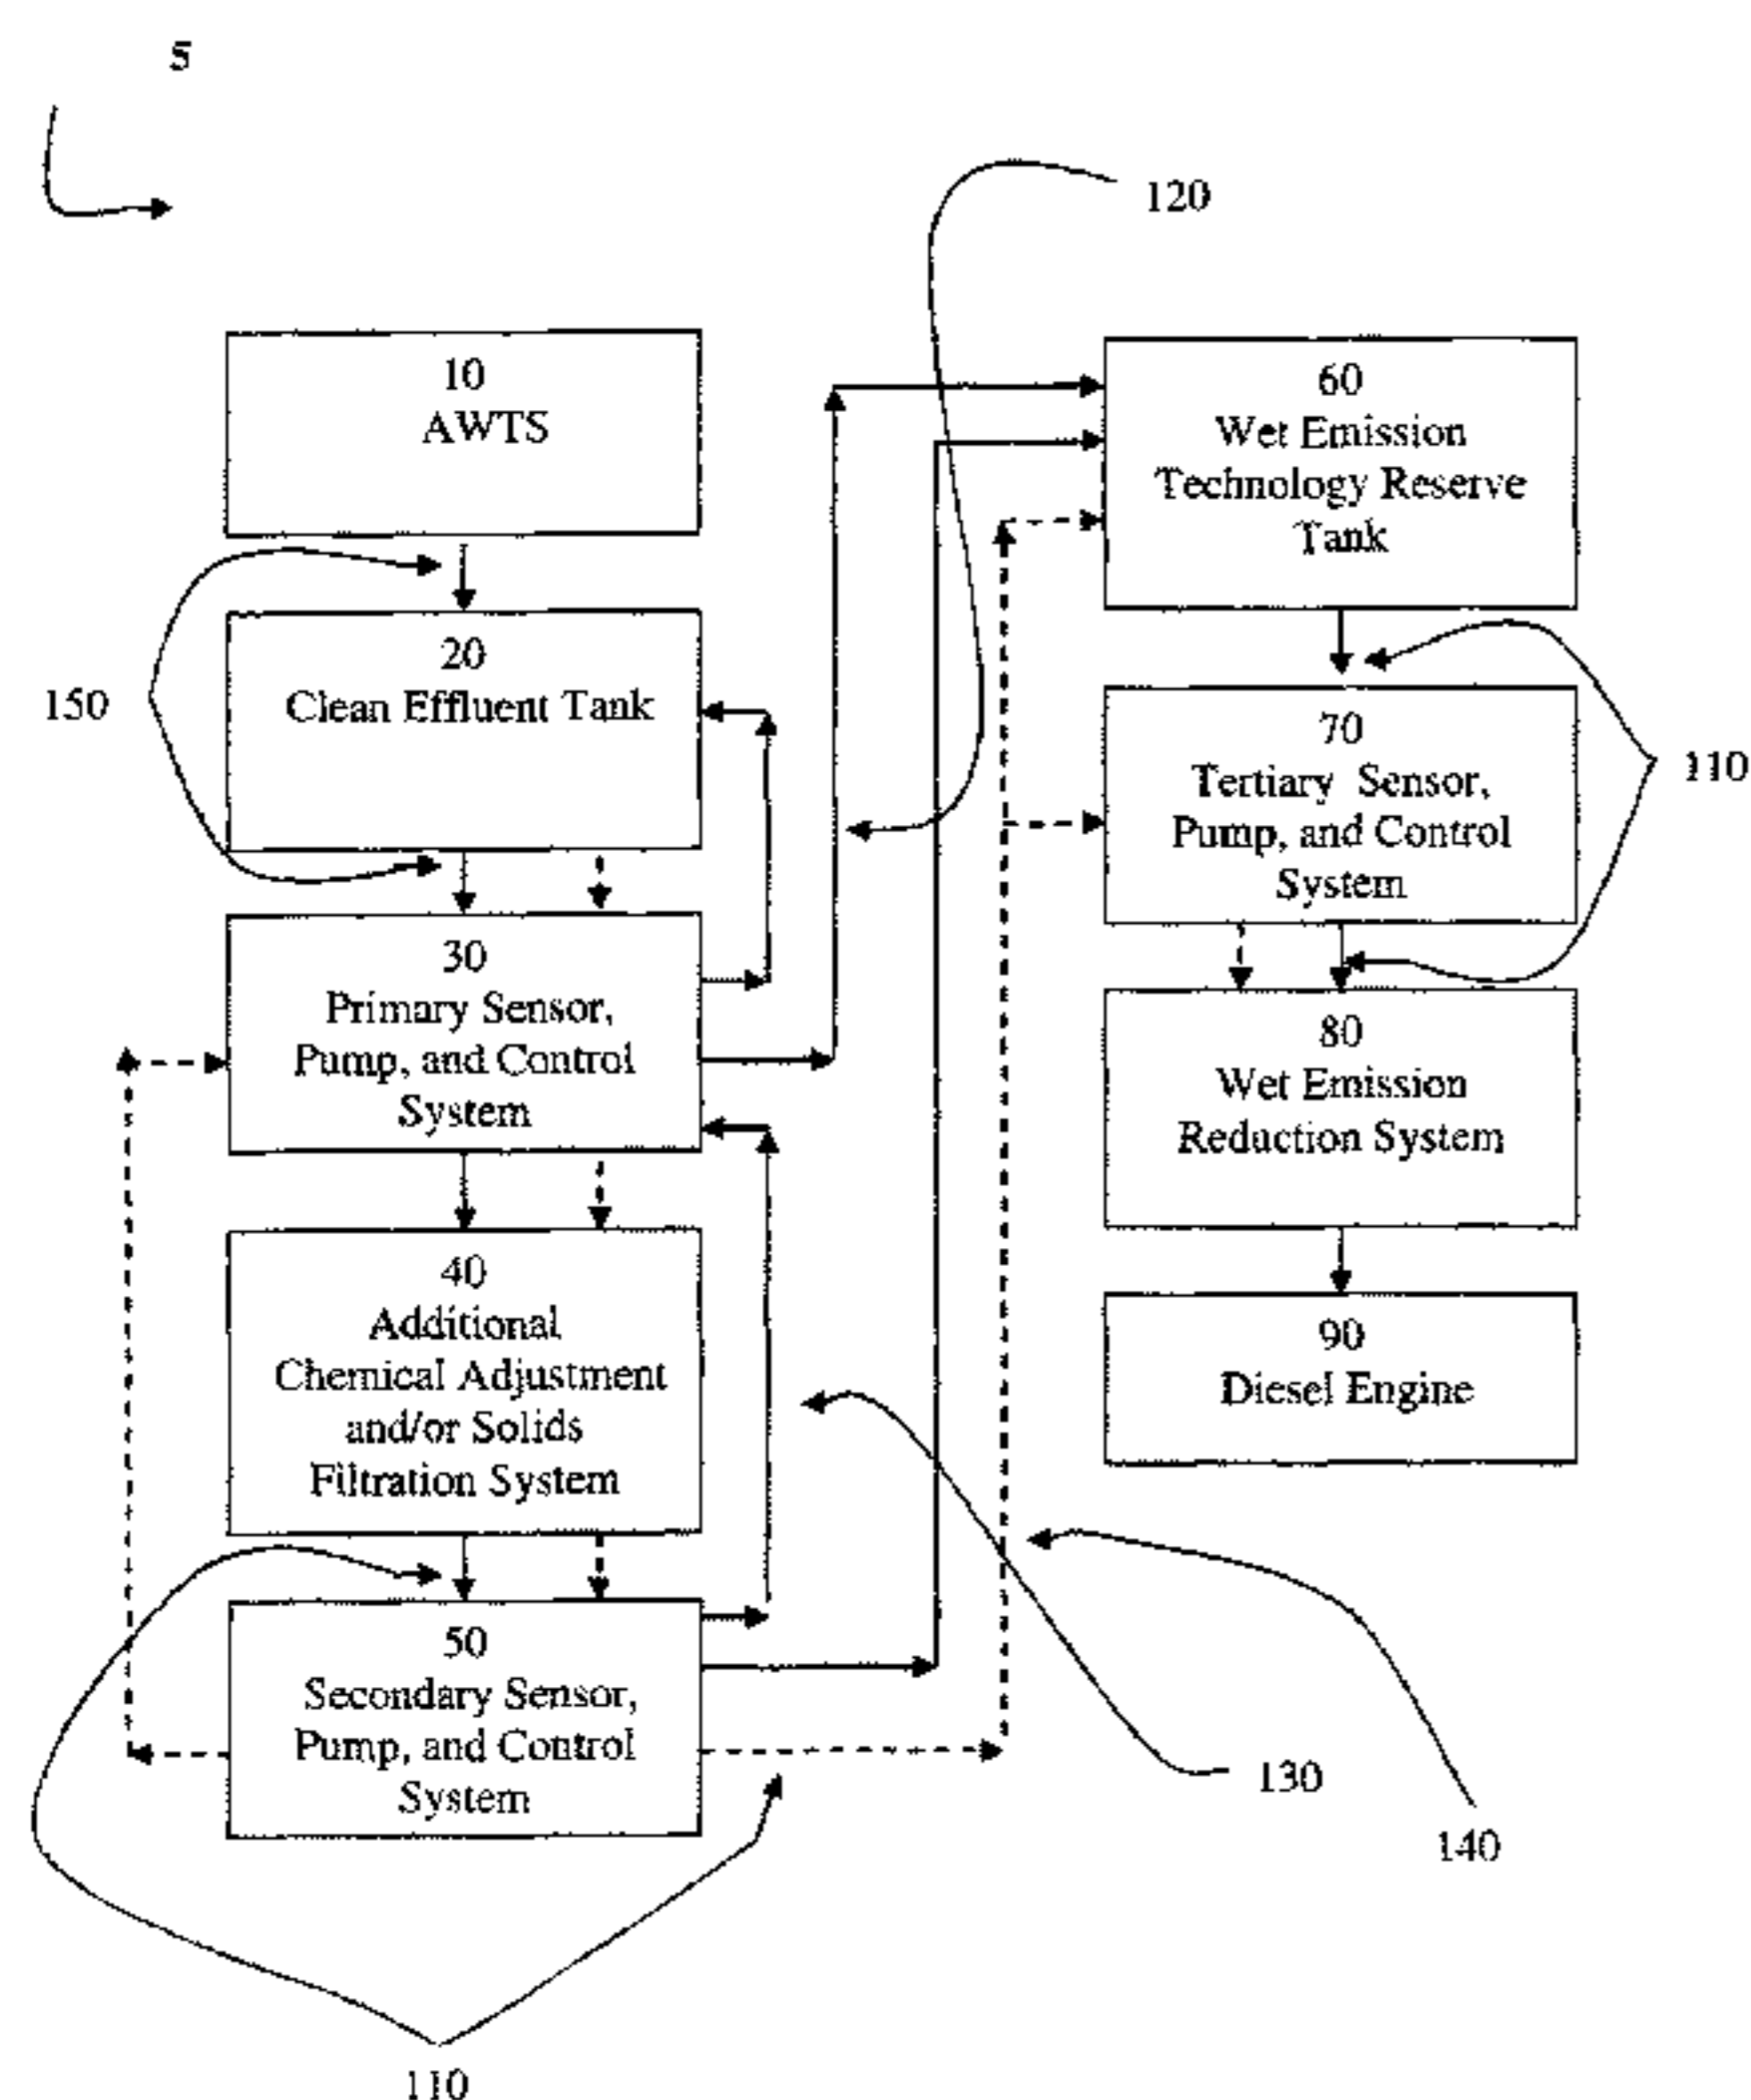 5
120
10
AWTS
20
Clean Effluent Tank
150
30
Primary Sensor,
Pump, and Control
System
40
Additional
Chemical Adjustment
and/or Solids
Filtration System
50
Secondary Sensor,
Pump, and Control
System
60
Wet Emission
Technology Reserve
Tank
70
Tertiary Sensor,
Pump, and Control
System
110
80
Wet Emission
Reduction System
90
Diesel Engine
130
140
110